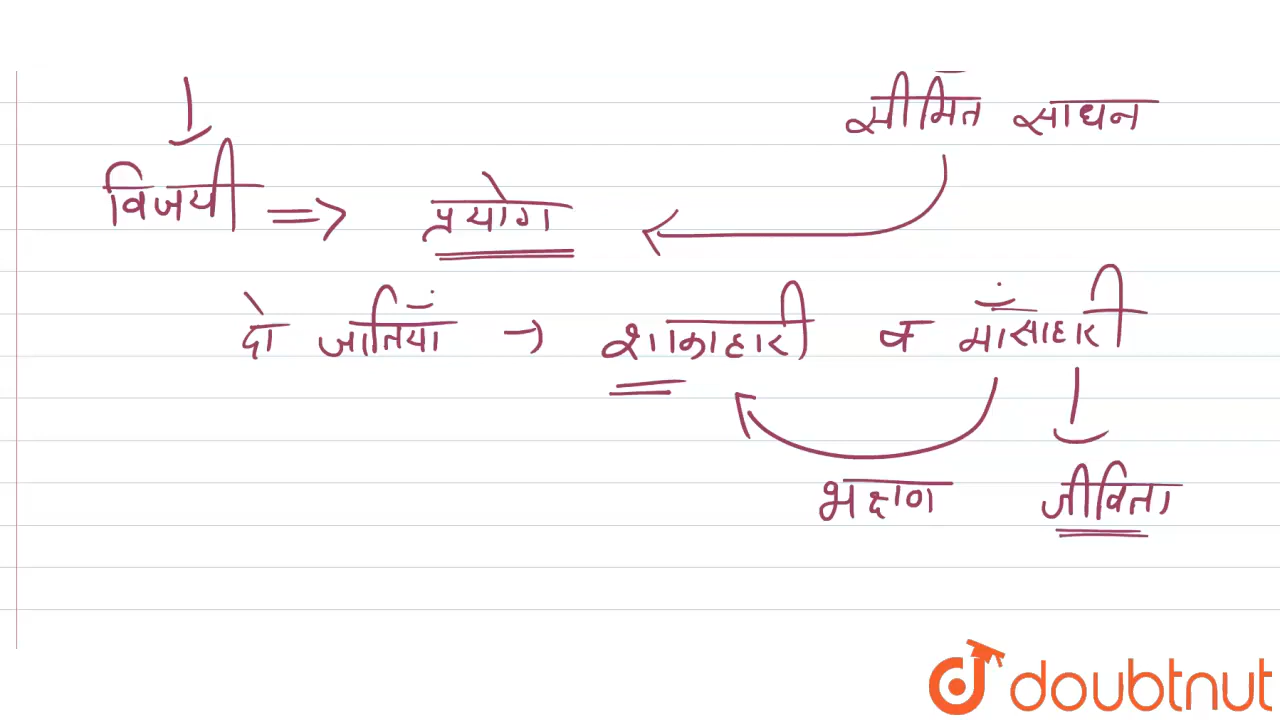 सीमित साधन
विजयी => प्रयोग
दो जातियाँ → शाकाहारी व माँसाहारी
भक्षण जीविता
doubtnut